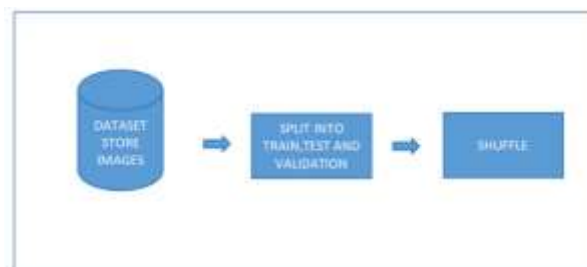 DATASET
STORE
IMAGES
SPLIT INTO
TRAIN,TEST AND
VALIDATION
SHUFFLE